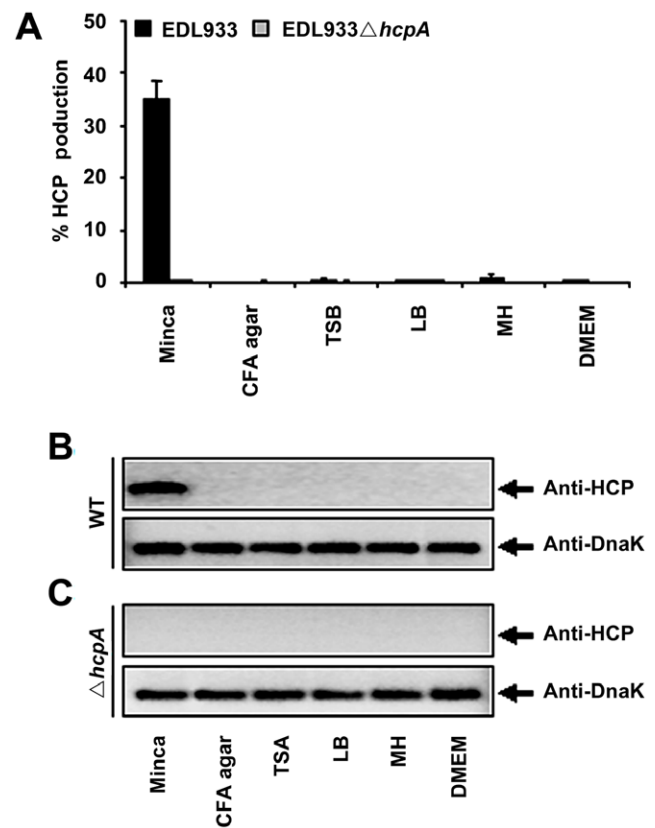 A
EDL933 EDL933△hcpA
% HCP poduction
50
40
30
20
10
0
Minca
CFA agar
TSB
LB
MH
DMEM
B
WT
Anti-HCP
Anti-DnaK
C
△hcpA
Anti-HCP
Anti-DnaK
Minca
CFA agar
TSA
LB
MH
DMEM